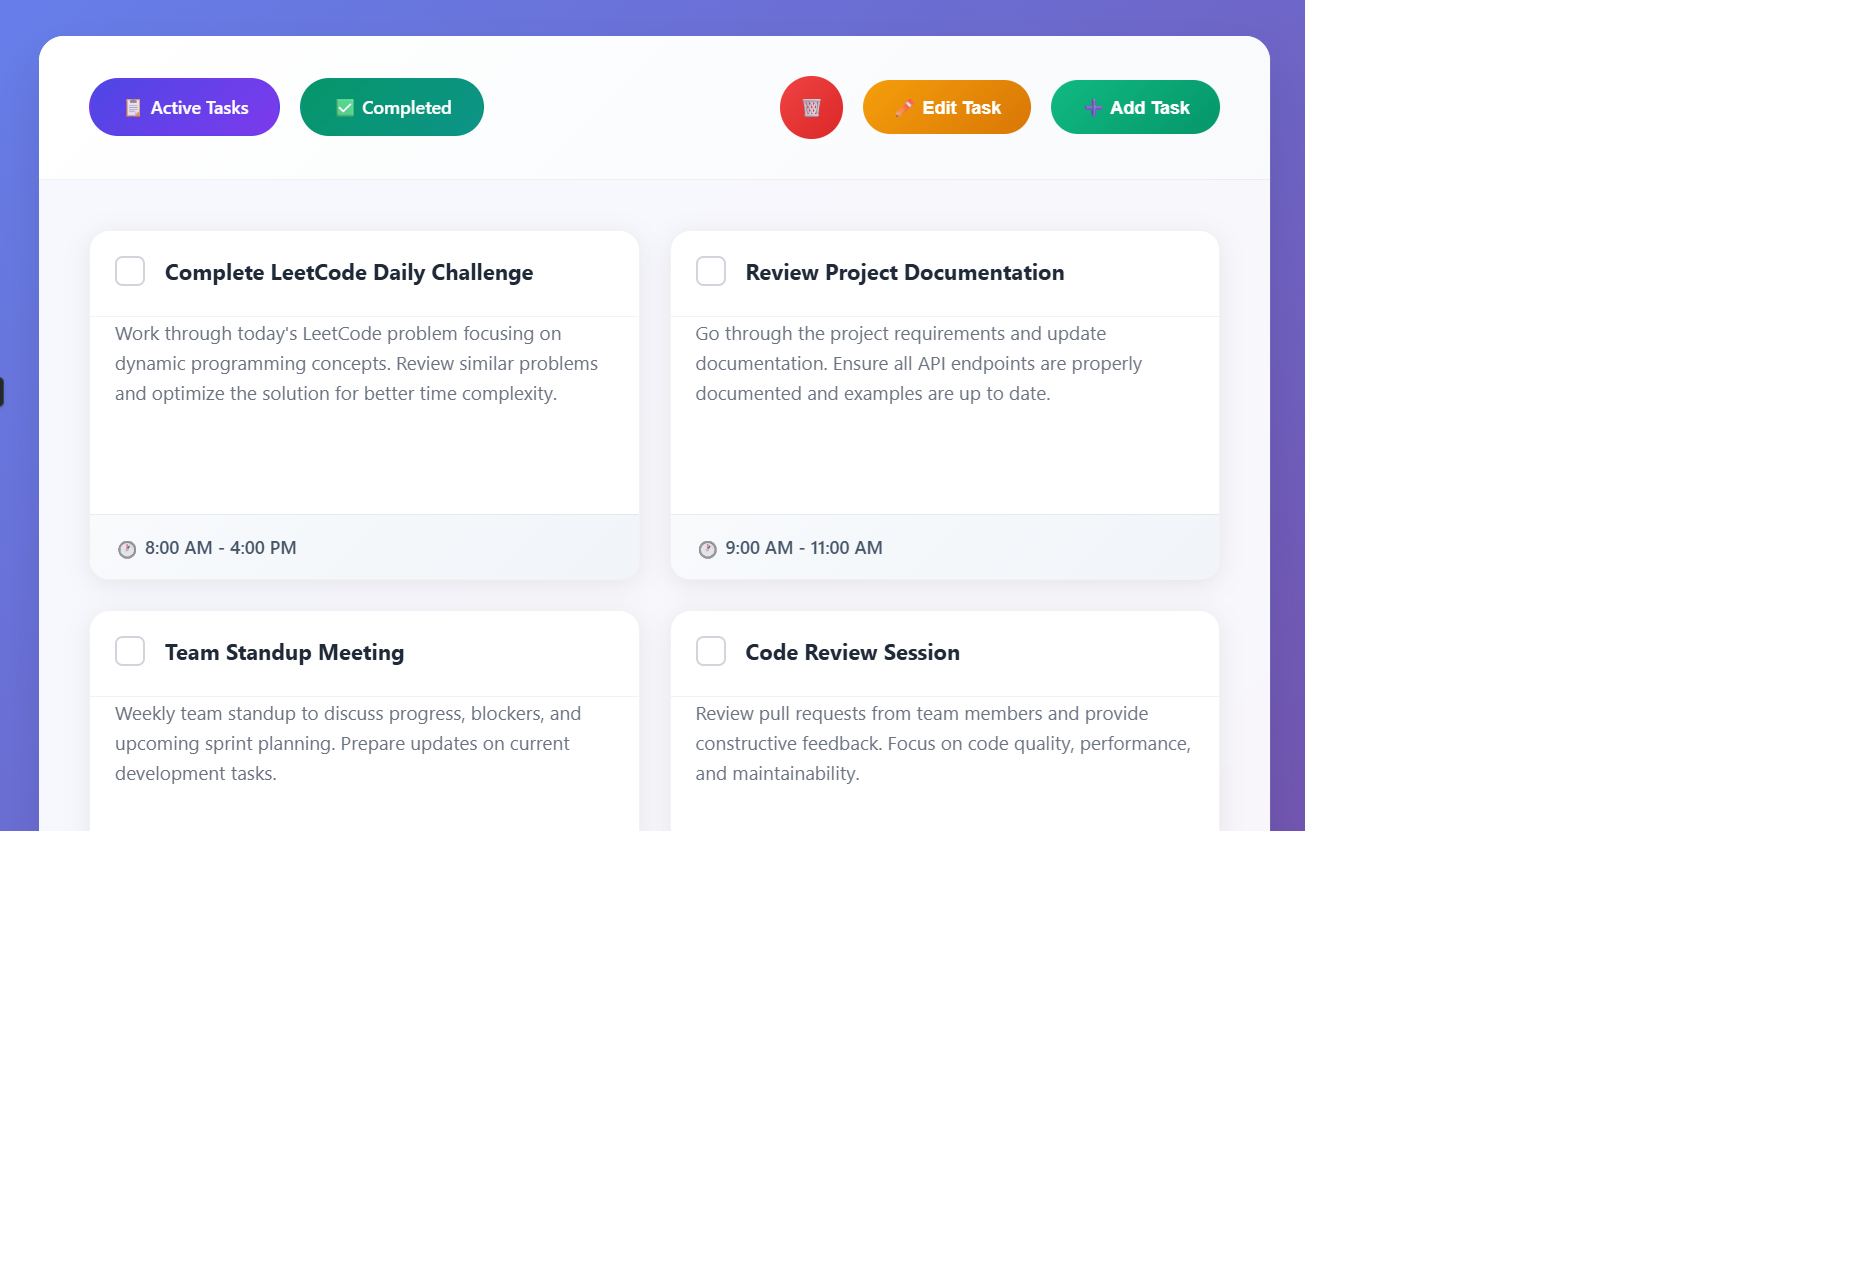 Active Tasks
Completed
Edit Task
Add Task
Complete LeetCode Daily Challenge
Work through today's LeetCode problem focusing on
dynamic programming concepts. Review similar problems
and optimize the solution for better time complexity.
8:00 AM - 4:00 PM
Review Project Documentation
Go through the project requirements and update
documentation. Ensure all API endpoints are properly
documented and examples are up to date.
9:00 AM - 11:00 AM
Team Standup Meeting
Weekly team standup to discuss progress, blockers, and
upcoming sprint planning. Prepare updates on current
development tasks.
Code Review Session
Review pull requests from team members and provide
constructive feedback. Focus on code quality, performance,
and maintainability.